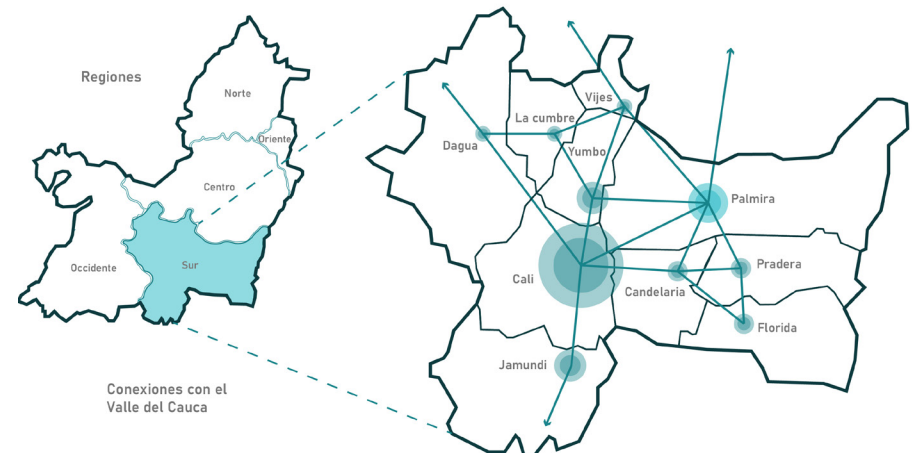 Regiones
Norte
Oriente
Centro
Occidente
Sur
Conexiones con el
Valle del Cauca
Vijes
La cumbre
Dagua
Yumbo
Palmira
Cali
Candelaria
Pradera
Florida
Jamundi